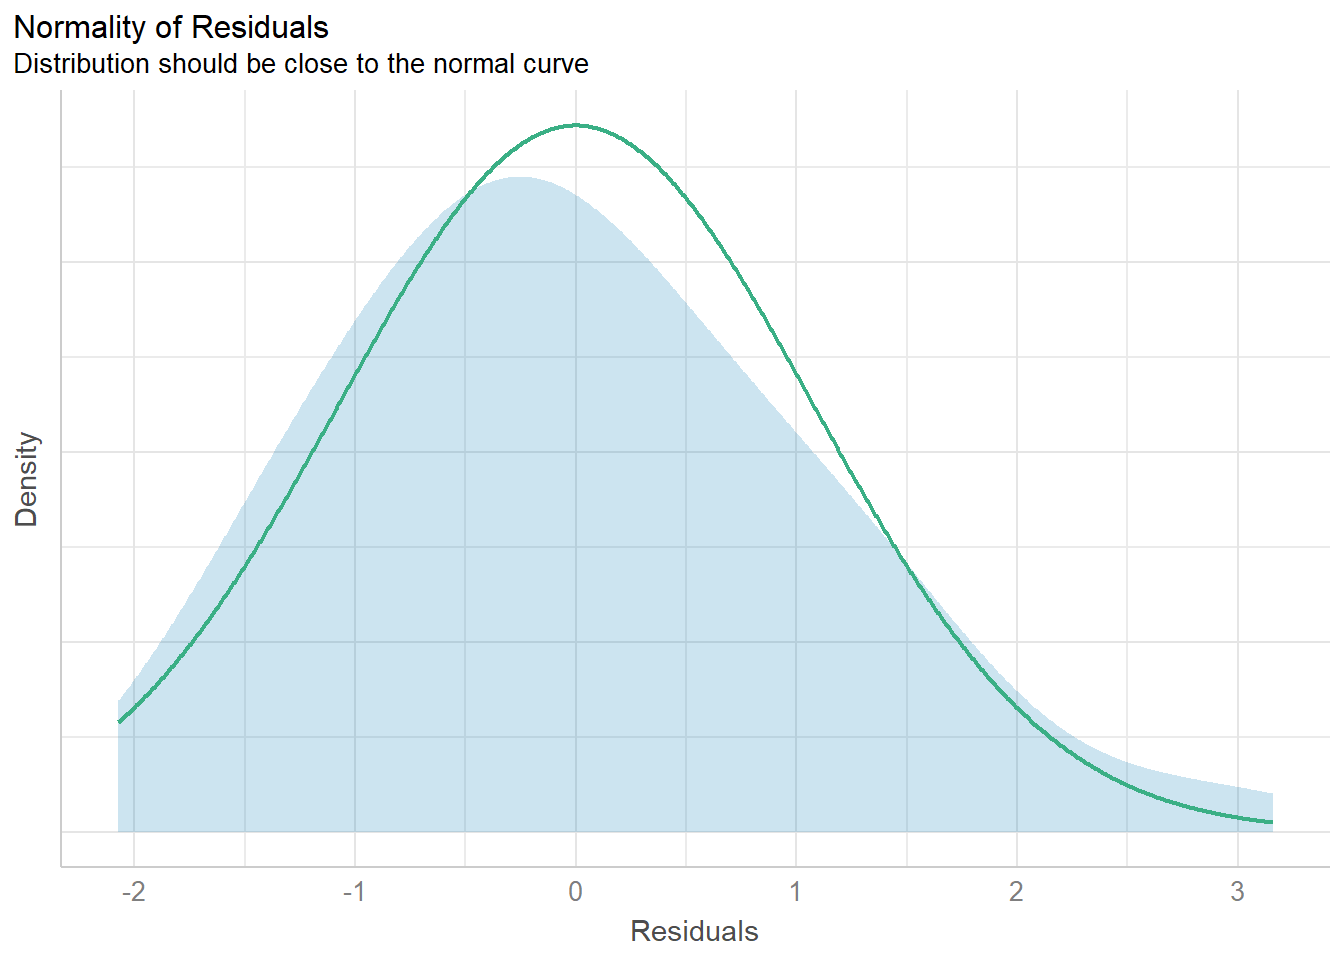 Normality of Residuals
Distribution should be close to the normal curve
Density
-2 -1 0 1 2 3
Residuals